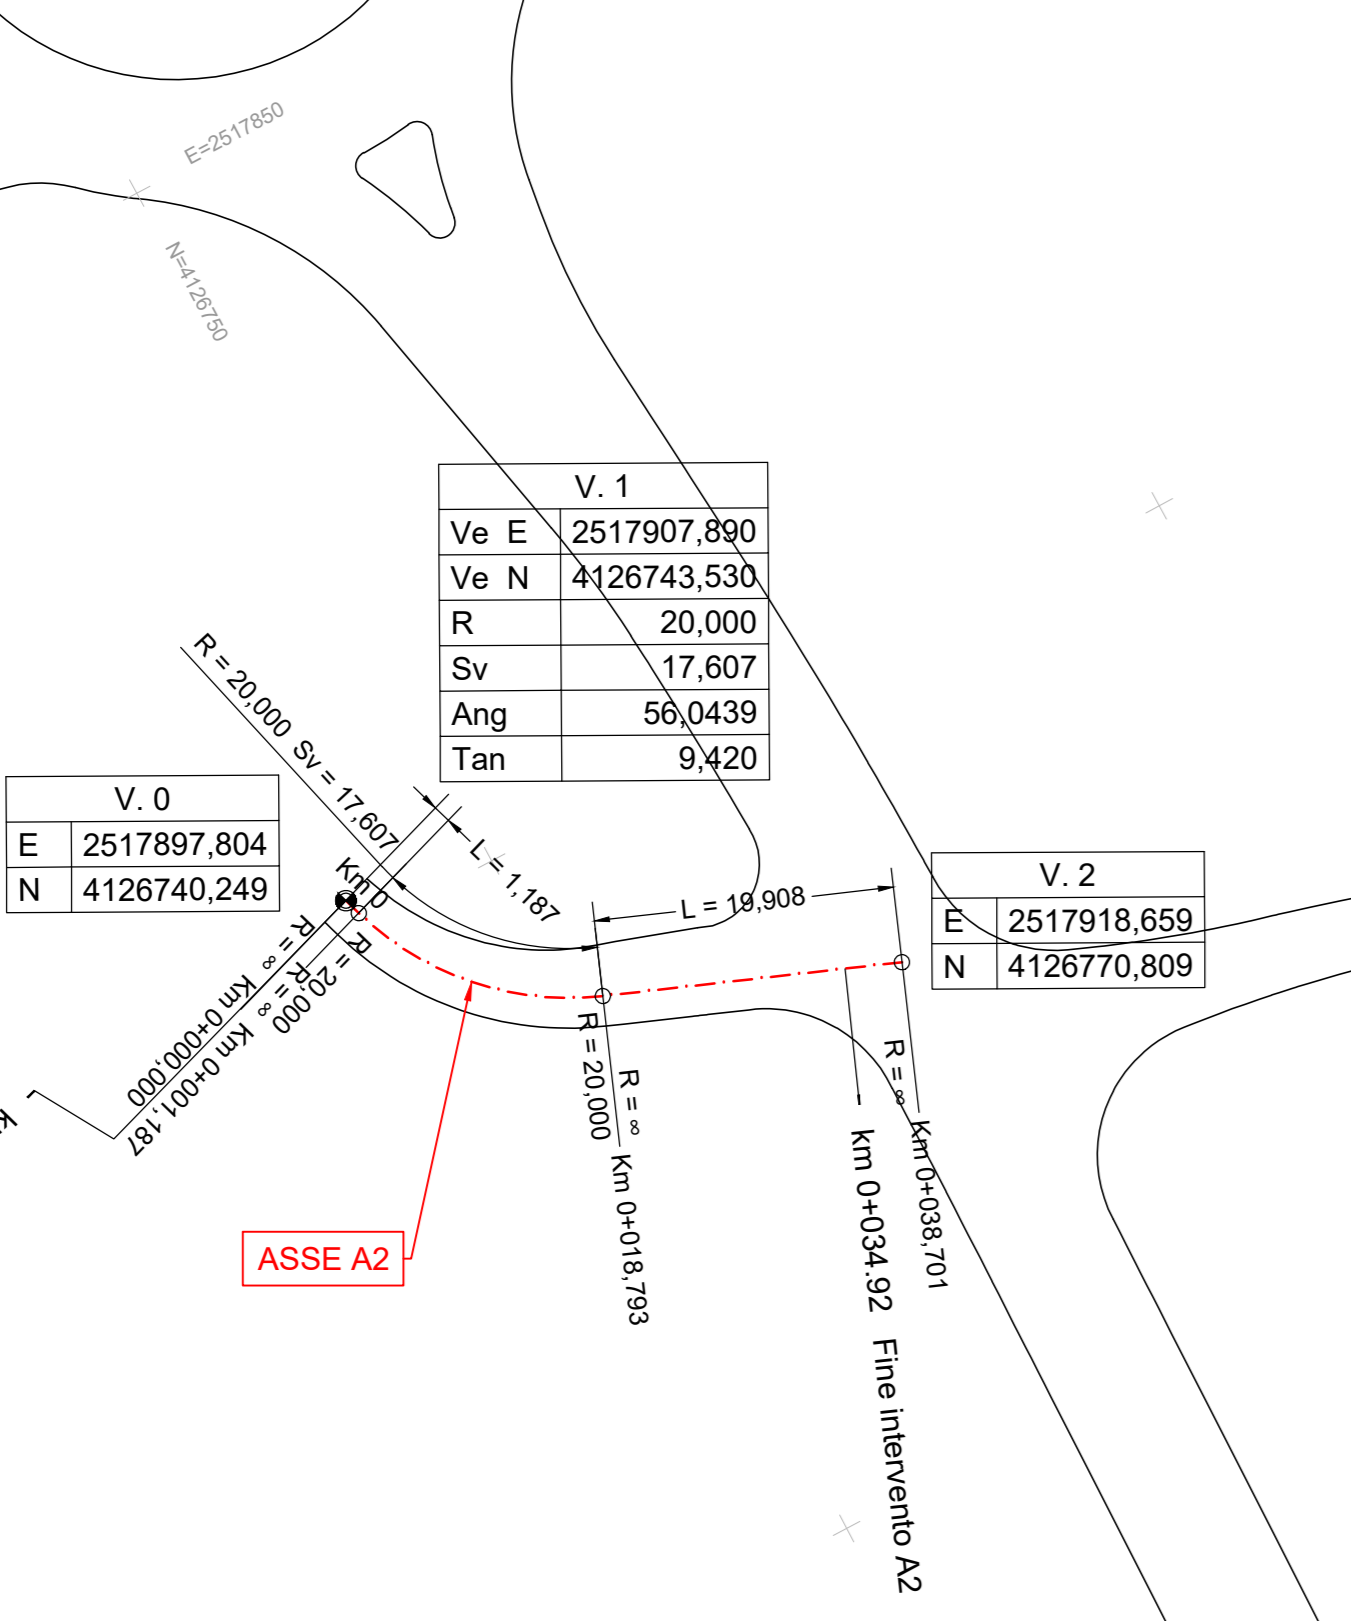 E=2517850
N=4126750
V. 1
Ve E 2517907,890
Ve N 4126743,530
R 20,000
Sv 17,607
Ang 56,0439
Tan 9,420
R = 20,000 Sv = 17,607
V. 0
E 2517897,804
N 4126740,249
Km 0
L = 1,187
L = 19,908
V. 2
E 2517918,659
N 4126770,809
R = ∞ Km 0+000,000
R = ∞ Km 0+001,187
R = 20,000
R = 20,000
R = ∞ Km 0+018,793
R = ∞ Km 0+038,701
km 0+034.92 Fine intervento A2
ASSE A2